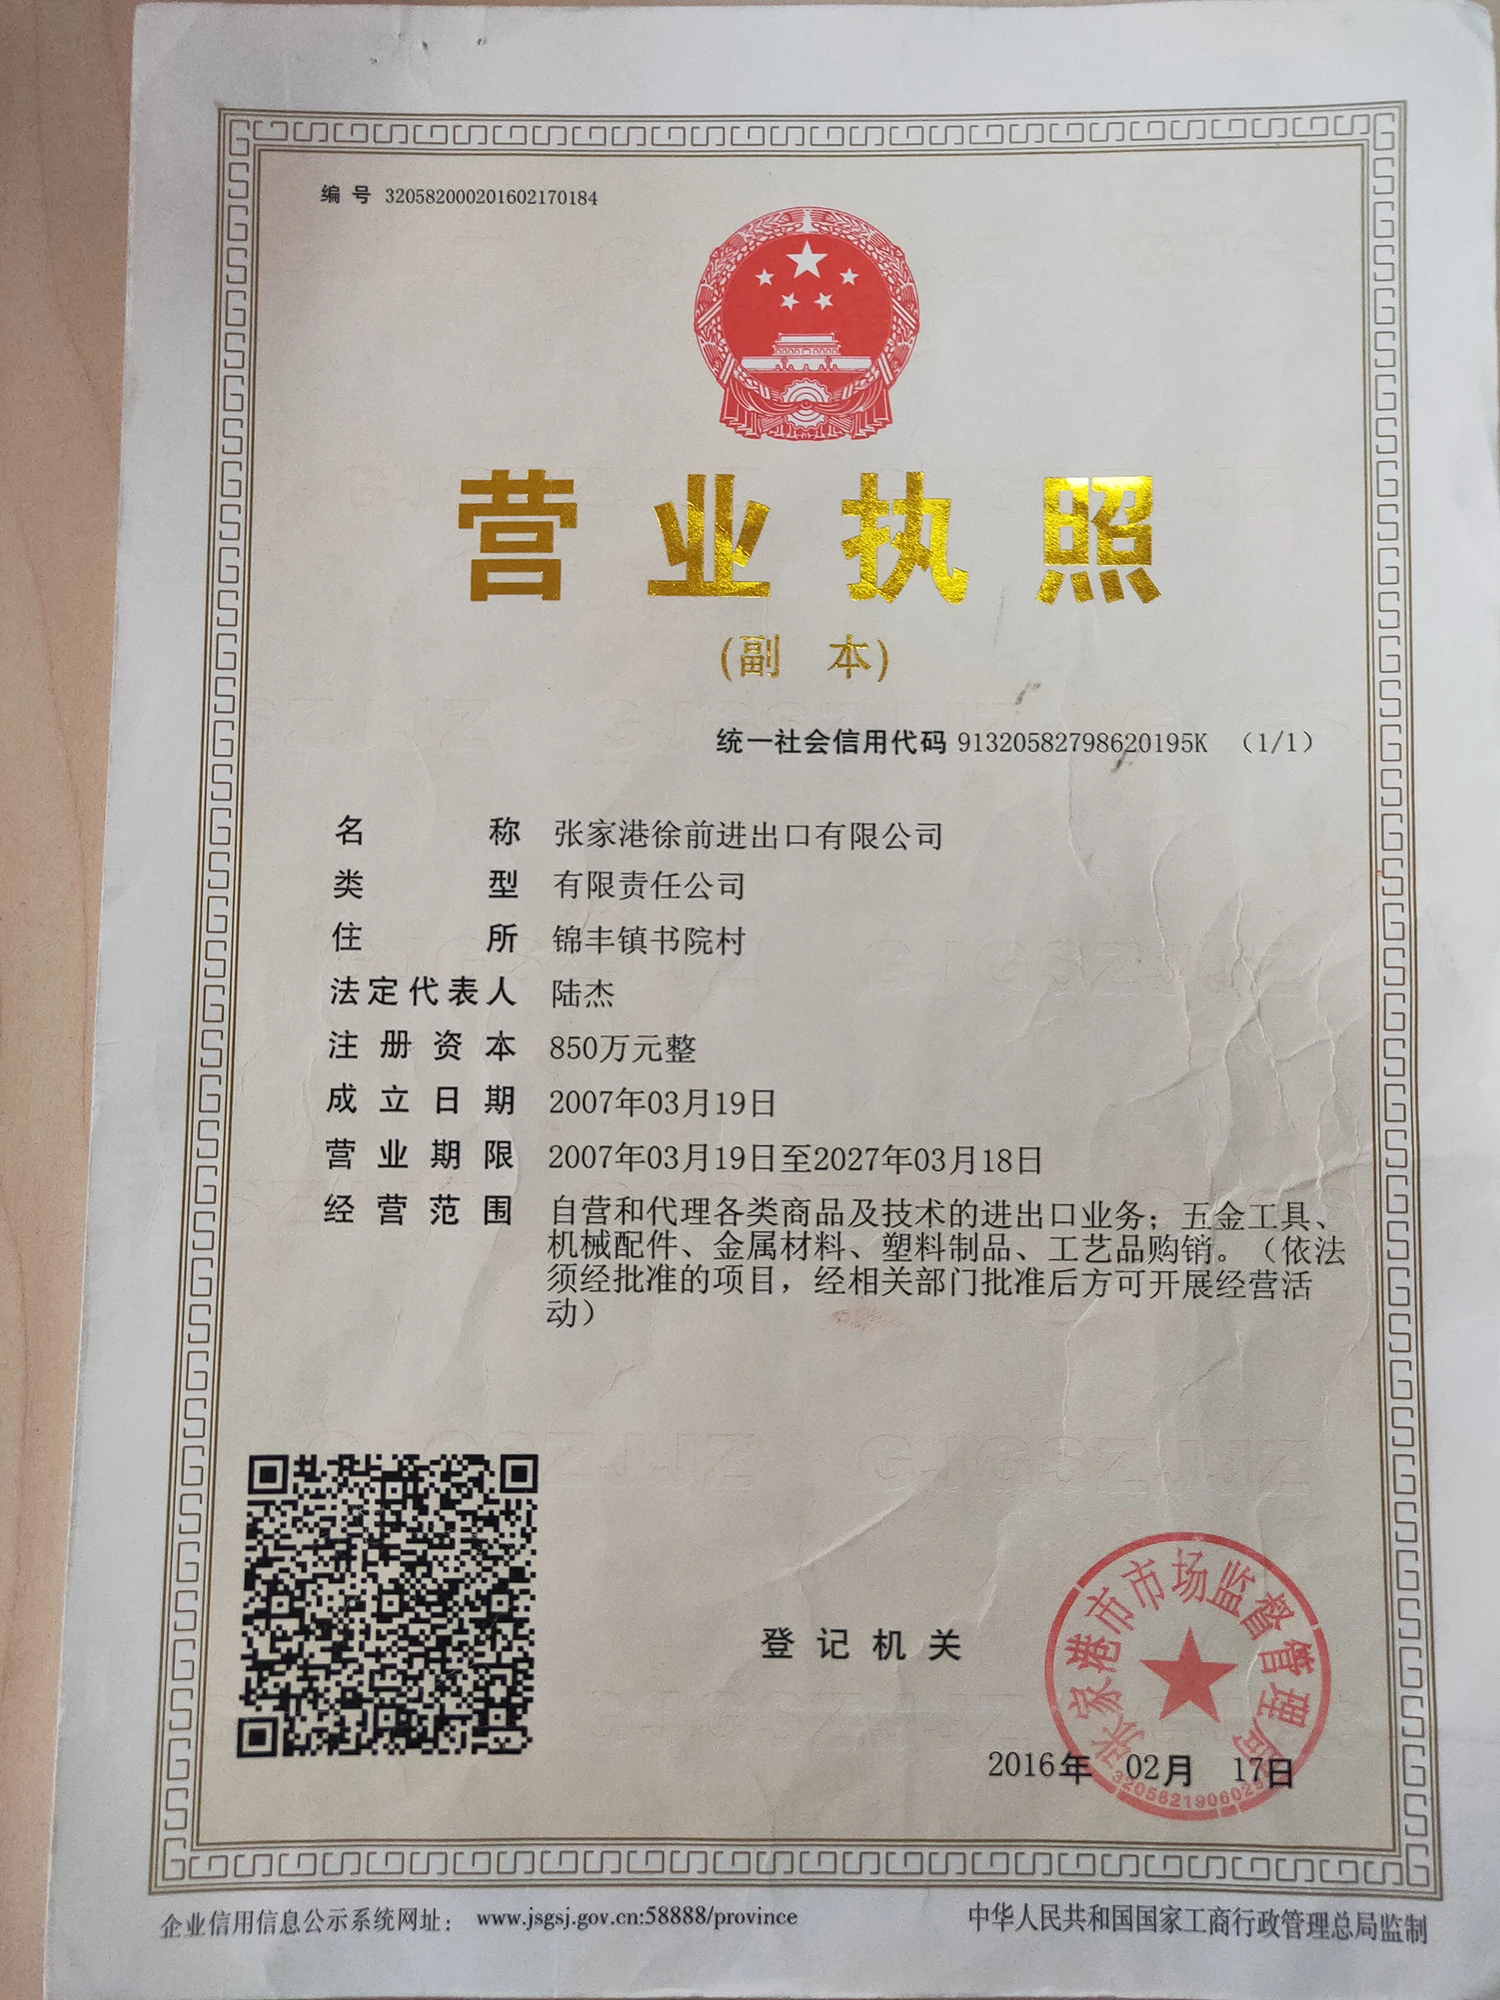 编号 320582000201602170184
营业执照
(副 本)
统一社会信用代码 91320582798620195K （1/1）
名称 张家港徐前进出口有限公司
类型 有限责任公司
住所 锦丰镇书院村
法定代表人 陆杰
注册资本 850万元整
成立日期 2007年03月19日
营业期限 2007年03月19日至2027年03月18日
经营范围 自营和代理各类商品及技术的进出口业务；五金工具、
机械配件、金属材料、塑料制品、工艺品购销。（依法
须经批准的项目，经相关部门批准后方可开展经营活
动）
登记机关
张家港市市场监督管理局
2016年 02月 17日
企业信用信息公示系统网址： www.jsgsj.gov.cn:58888/province
中华人民共和国国家工商行政管理总局监制